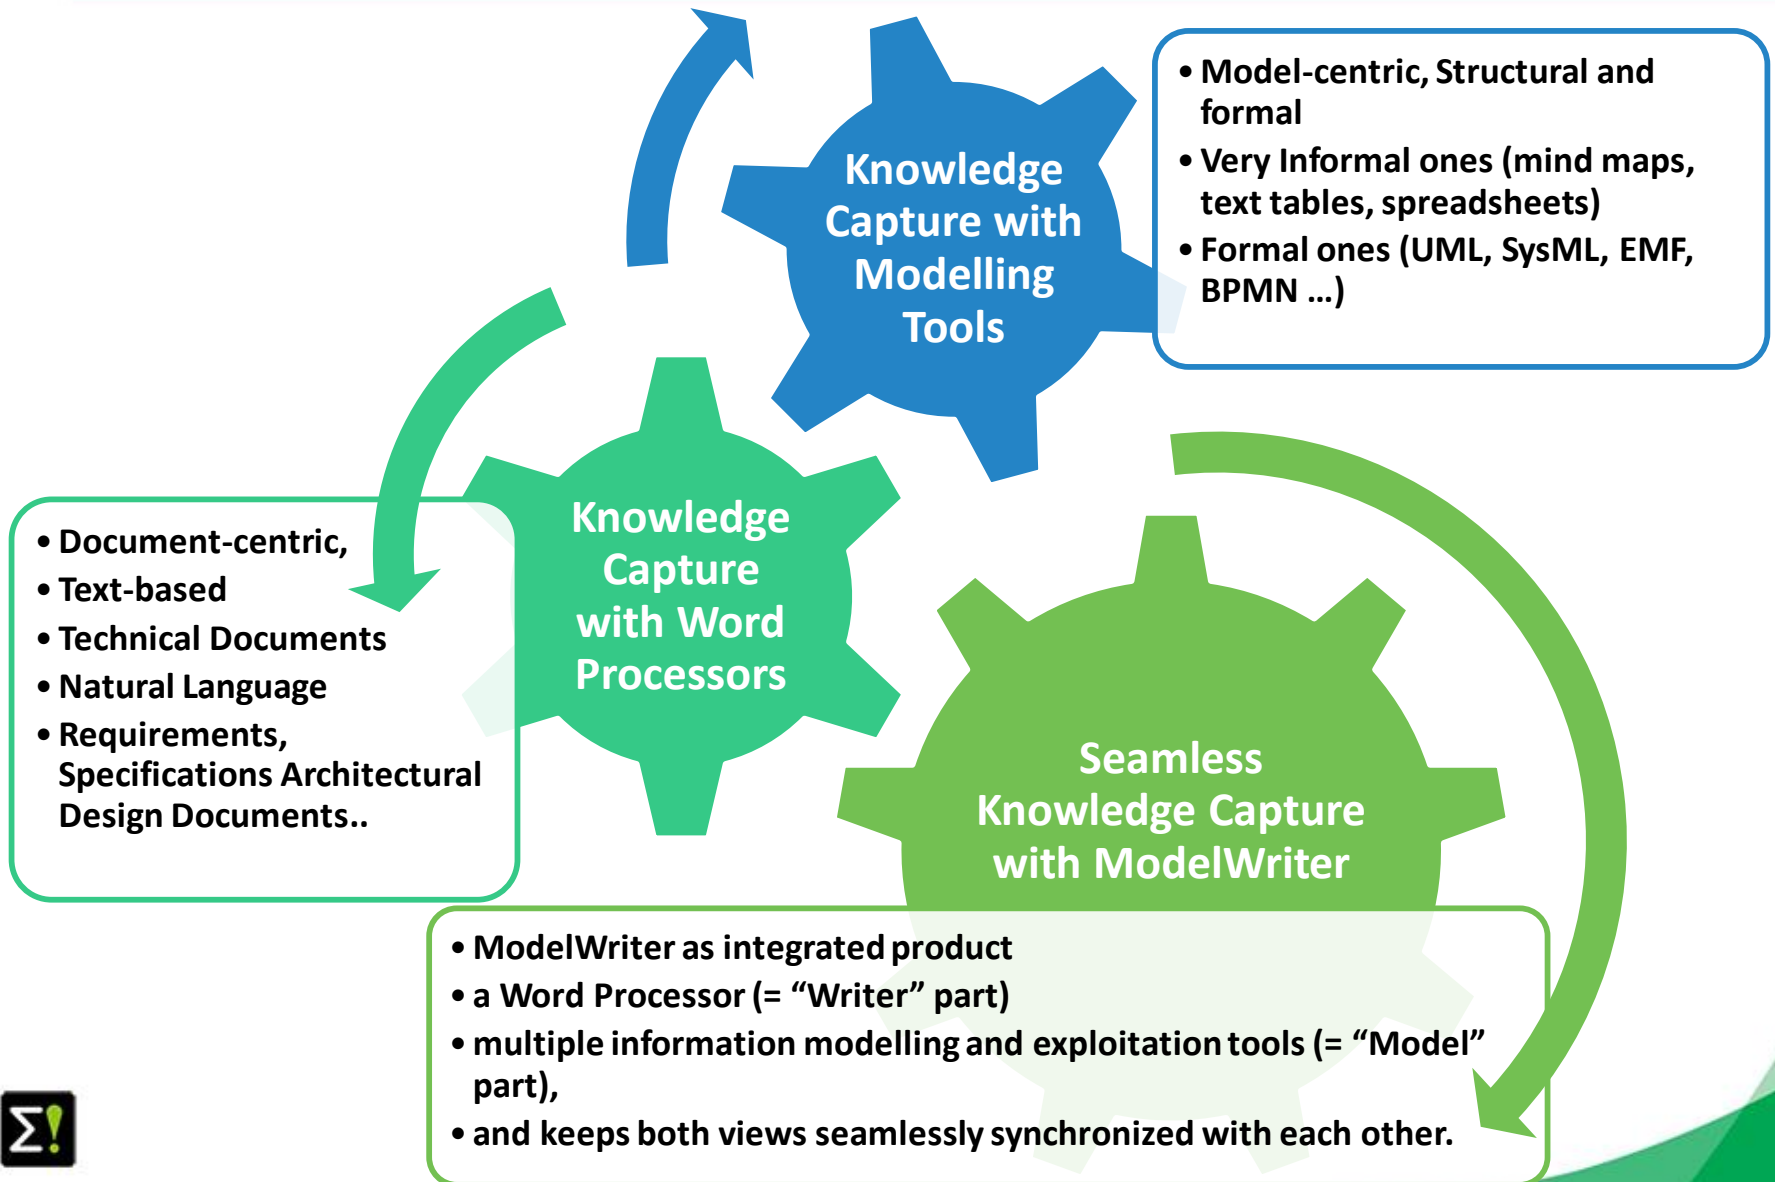 Knowledge
Capture with
Modelling
Tools
• Model-centric, Structural and
formal
• Very Informal ones (mind maps,
text tables, spreadsheets)
• Formal ones (UML, SysML, EMF,
BPMN ...)
Knowledge
Capture
with Word
Processors
• Document-centric,
• Text-based
• Technical Documents
• Natural Language
• Requirements,
Specifications Architectural
Design Documents..
Seamless
Knowledge Capture
with ModelWriter
• ModelWriter as integrated product
• a Word Processor (= “Writer” part)
• multiple information modelling and exploitation tools (= “Model”
part),
• and keeps both views seamlessly synchronized with each other.
Σ!